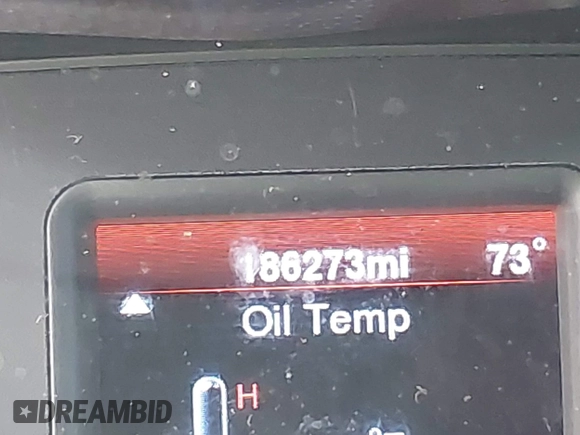 186273mi 73°
Oil Temp
H
DREAMBID